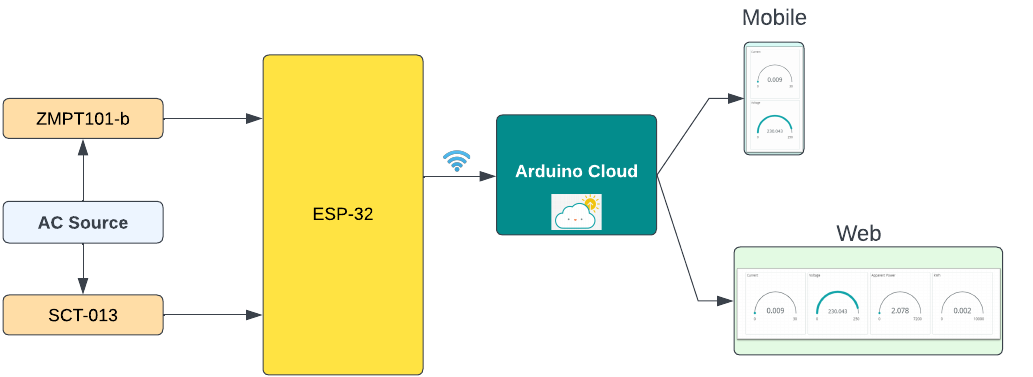 Mobile
Current
0.009
0
30
Voltage
230.043
0
250
ZMPT101-b
AC Source
SCT-013
ESP-32
Arduino Cloud
Web
Current
0.009
0
30
Voltage
230.043
0
250
Apparent Power
2.078
0
7200
kWh
0.002
0
10000